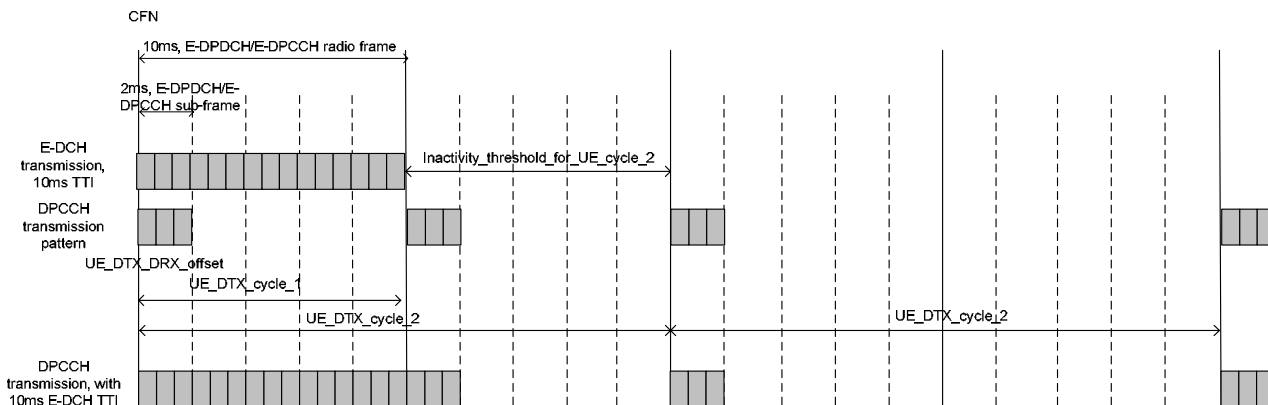 CFN
10ms, E-DPDCH/E-DPCCH radio frame
2ms, E-DPDCH/E-
DPCCH sub-frame
E-DCH
transmission,
10ms TTI
Inactivity_threshold_for_UE_cycle_2
DPCCH
transmission
pattern
UE_DTX_DRX_offset
UE_DTX_cycle_1
UE_DTX_cycle_2
UE_DTX_cycle_2
DPCCH
transmission, with
10ms E-DCH TTI